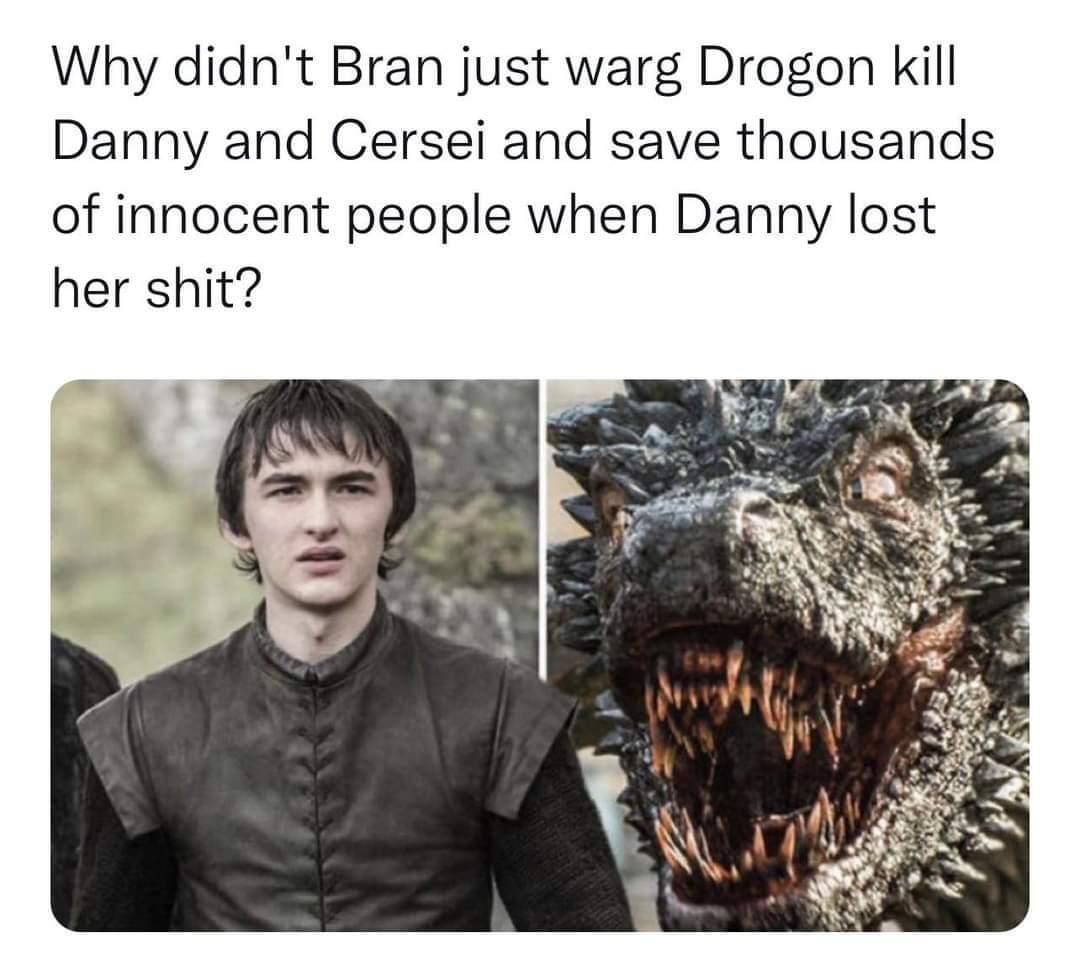 Why didn't Bran just warg Drogon kill
Danny and Cersei and save thousands
of innocent people when Danny lost
her shit?